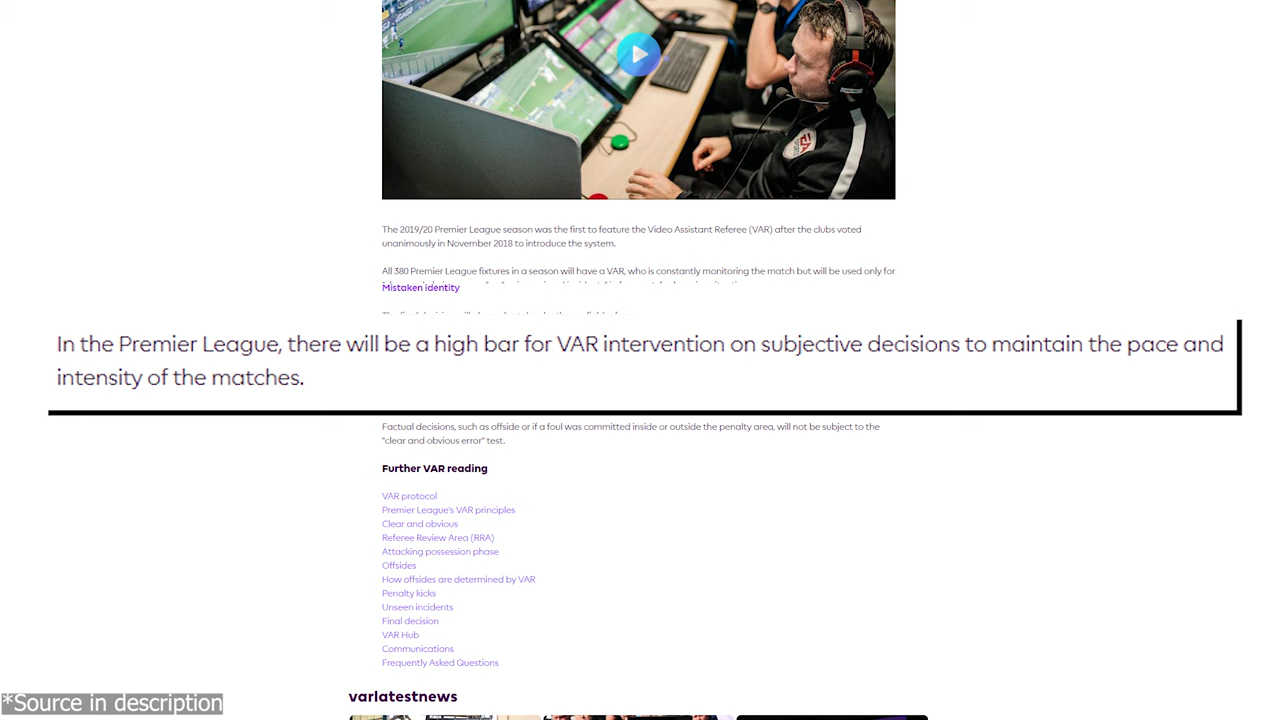 The 2019/20 Premier League season was the first to feature the Video Assistant Referee (VAR) after the clubs voted
unanimously in November 2018 to introduce the system.
All 380 Premier League fixtures in a season will have a VAR, who is constantly monitoring the match but will be used only for
Mistaken identity
In the Premier League, there will be a high bar for VAR intervention on subjective decisions to maintain the pace and
intensity of the matches.
Factual decisions, such as offside or if a foul was committed inside or outside the penalty area, will not be subject to the
"clear and obvious error" test.
Further VAR reading
VAR protocol
Premier League's VAR principles
Clear and obvious
Referee Review Area (RRA)
Attacking possession phase
Offsides
How offsides are determined by VAR
Penalty kicks
Unseen incidents
Final decision
VAR Hub
Communications
Frequently Asked Questions
varlatestnews
*Source in description